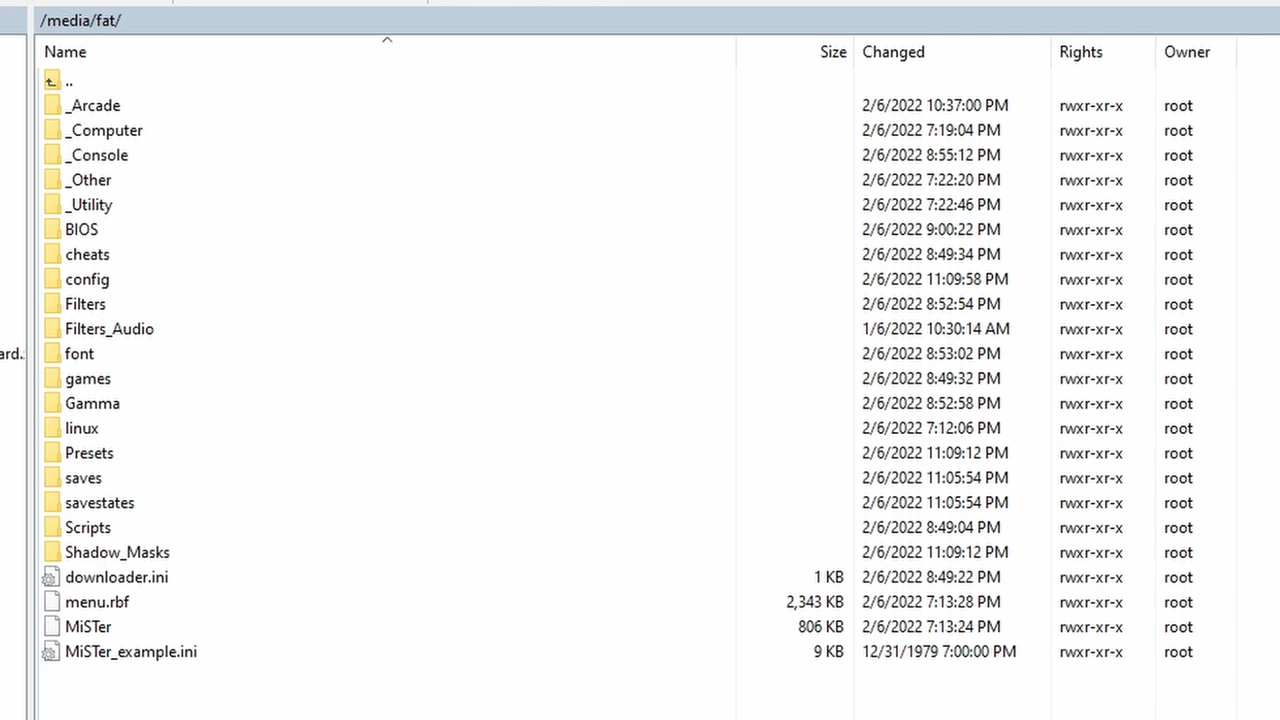 /media/fat/
Name Size Changed Rights Owner
..
_Arcade 2/6/2022 10:37:00 PM rwxr-xr-x root
_Computer 2/6/2022 7:19:04 PM rwxr-xr-x root
_Console 2/6/2022 8:55:12 PM rwxr-xr-x root
_Other 2/6/2022 7:22:20 PM rwxr-xr-x root
_Utility 2/6/2022 7:22:46 PM rwxr-xr-x root
BIOS 2/6/2022 9:00:22 PM rwxr-xr-x root
cheats 2/6/2022 8:49:34 PM rwxr-xr-x root
config 2/6/2022 11:09:58 PM rwxr-xr-x root
Filters 2/6/2022 8:52:54 PM rwxr-xr-x root
Filters_Audio 1/6/2022 10:30:14 AM rwxr-xr-x root
ard. font 2/6/2022 8:53:02 PM rwxr-xr-x root
games 2/6/2022 8:49:32 PM rwxr-xr-x root
Gamma 2/6/2022 8:52:58 PM rwxr-xr-x root
linux 2/6/2022 7:12:06 PM rwxr-xr-x root
Presets 2/6/2022 11:09:12 PM rwxr-xr-x root
saves 2/6/2022 11:05:54 PM rwxr-xr-x root
savestates 2/6/2022 11:05:54 PM rwxr-xr-x root
Scripts 2/6/2022 8:49:04 PM rwxr-xr-x root
Shadow_Masks 2/6/2022 11:09:12 PM rwxr-xr-x root
downloader.ini 1 KB 2/6/2022 8:49:22 PM rwxr-xr-x root
menu.rbf 2,343 KB 2/6/2022 7:13:28 PM rwxr-xr-x root
MiSTer 806 KB 2/6/2022 7:13:24 PM rwxr-xr-x root
MiSTer_example.ini 9 KB 12/31/1979 7:00:00 PM rwxr-xr-x root